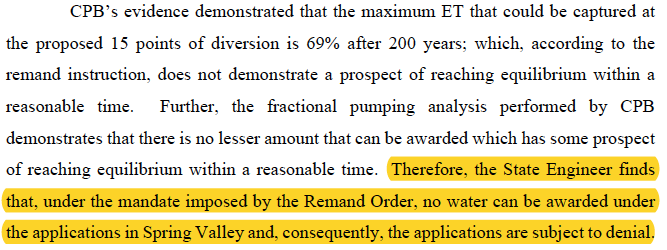 CPB's evidence demonstrated that the maximum ET that could be captured at
the proposed 15 points of diversion is 69% after 200 years; which, according to the
remand instruction, does not demonstrate a prospect of reaching equilibrium within a
reasonable time. Further, the fractional pumping analysis performed by CPB
demonstrates that there is no lesser amount that can be awarded which has some prospect
of reaching equilibrium within a reasonable time. Therefore, the State Engineer finds
that, under the mandate imposed by the Remand Order, no water can be awarded under
the applications in Spring Valley and, consequently, the applications are subject to denial.